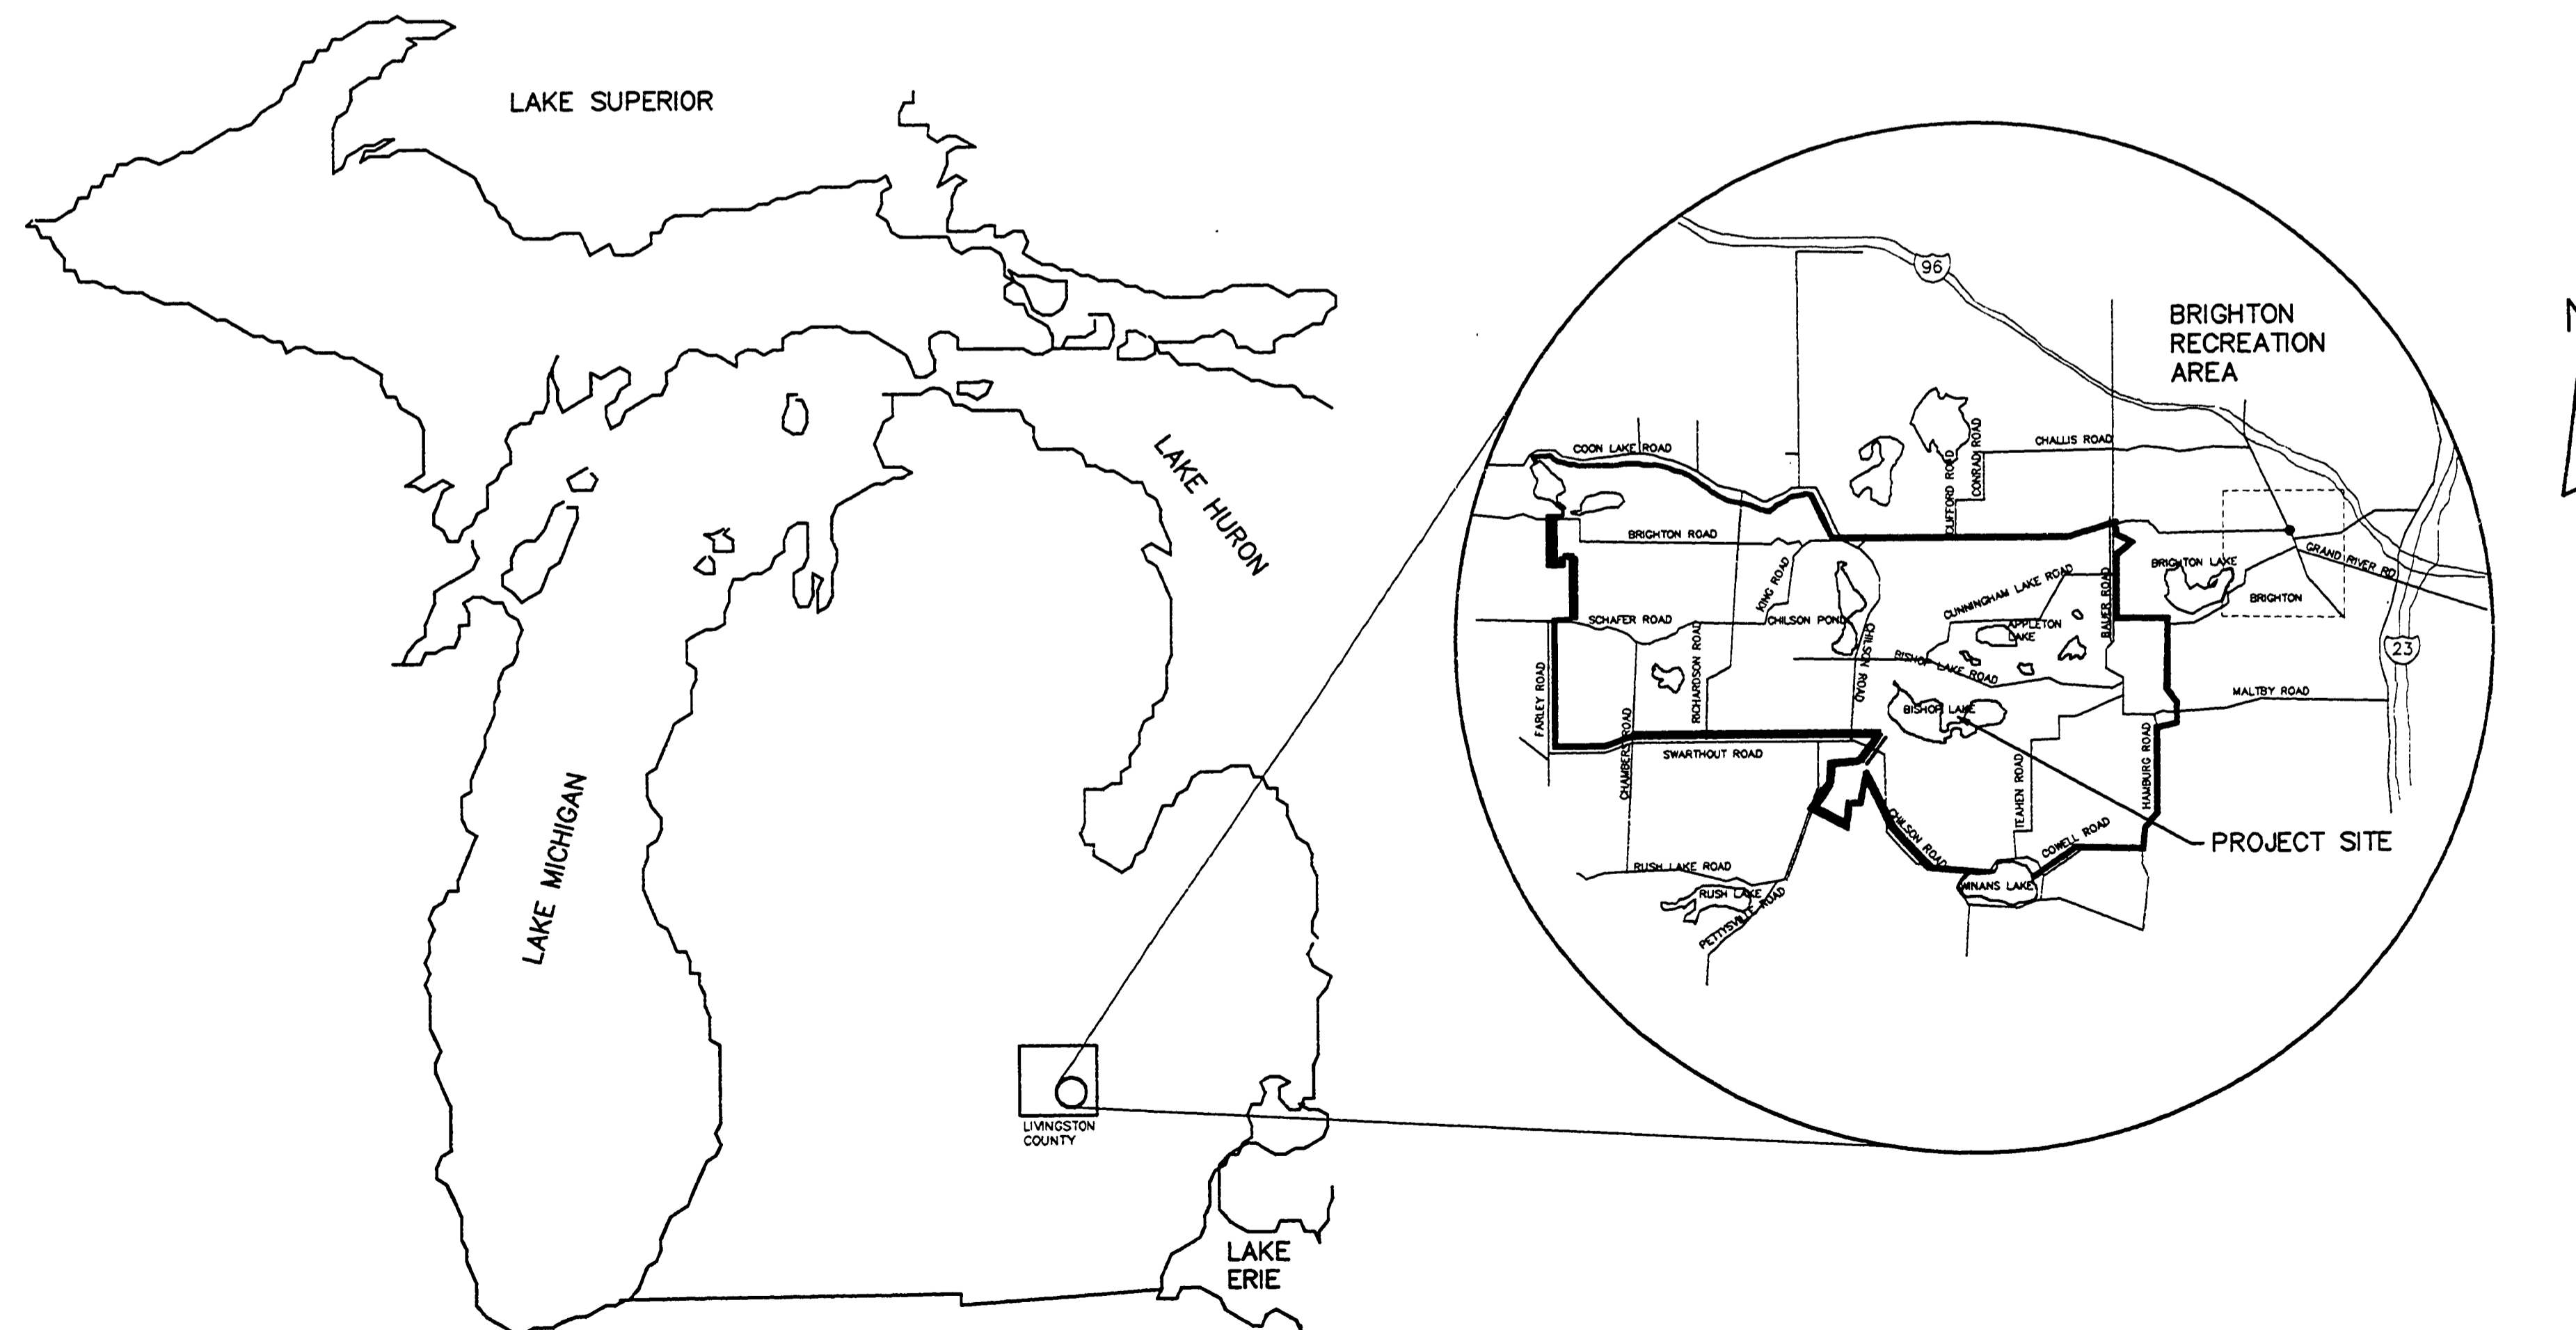 LAKE SUPERIOR
96
BRIGHTON
RECREATION
AREA
N
LAKE HURON
COON LAKE ROAD
CHALLIS ROAD
CONRAD ROAD
CLIFFORD ROAD
BRIGHTON ROAD
GRAND RIVER RD
BRIGHTON LAKE
KING ROAD
CUNNINGHAM LAKE ROAD
BAUER ROAD
BRIGHTON
SCHAFER ROAD
CHILSON POND
APPLETON
LAKE
CHILSON ROAD
23
RICHARDSON ROAD
BISHOP LAKE ROAD
FARLEY ROAD
MALTBY ROAD
BISHOP LAKE
CHAMBERS ROAD
SWARTHOUT ROAD
HAMBURG ROAD
TEAHEN ROAD
LAKE MICHIGAN
CHILSON ROAD
COWELL ROAD
PROJECT SITE
RUSH LAKE ROAD
WINANS LAKE
RUSH LAKE
PETTYSVILLE ROAD
LIVINGSTON
COUNTY
LAKE
ERIE